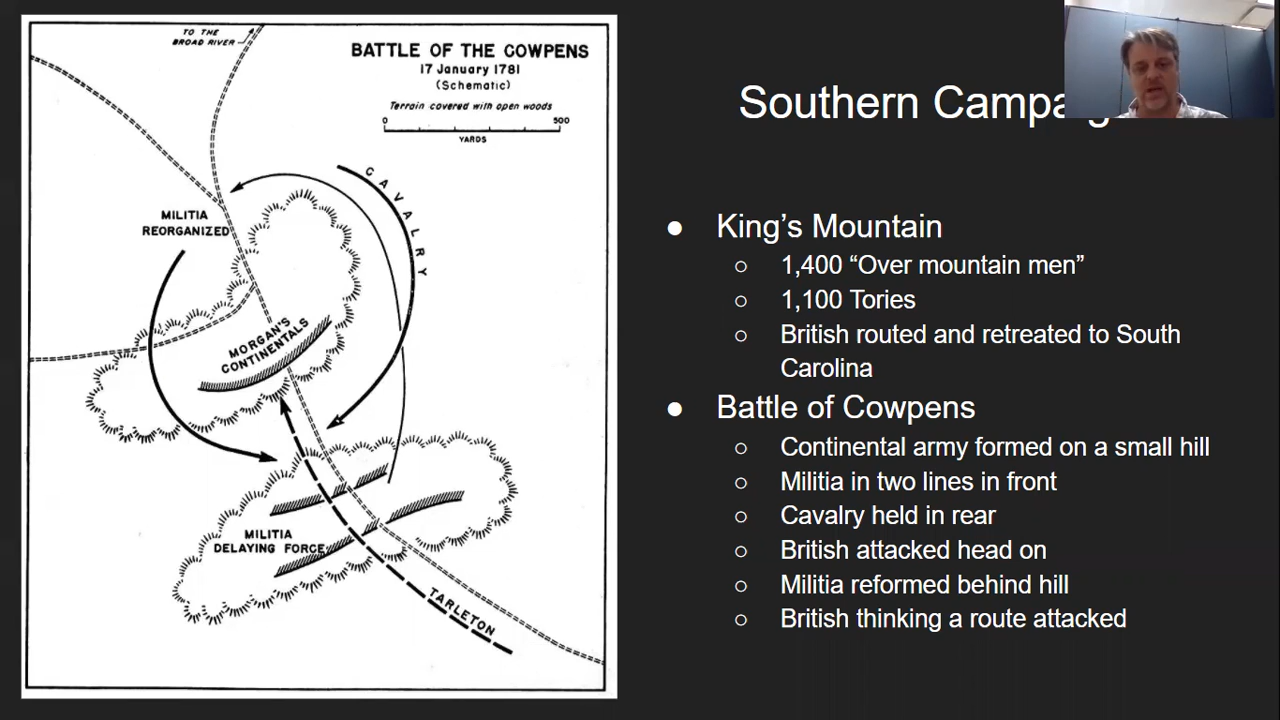 TO THE
BROAD RIVER
BATTLE OF THE COWPENS
17 January 1781
(Schematic)
Terrain covered with open woods
0 500
YARDS
CAVALRY
MILITIA
REORGANIZED
MORGAN'S
CONTINENTALS
MILITIA
DELAYING FORCE
TARLETON
Southern Campaig
● King's Mountain
○ 1,400 “Over mountain men”
○ 1,100 Tories
○ British routed and retreated to South
Carolina
● Battle of Cowpens
○ Continental army formed on a small hill
○ Militia in two lines in front
○ Cavalry held in rear
○ British attacked head on
○ Militia reformed behind hill
○ British thinking a route attacked